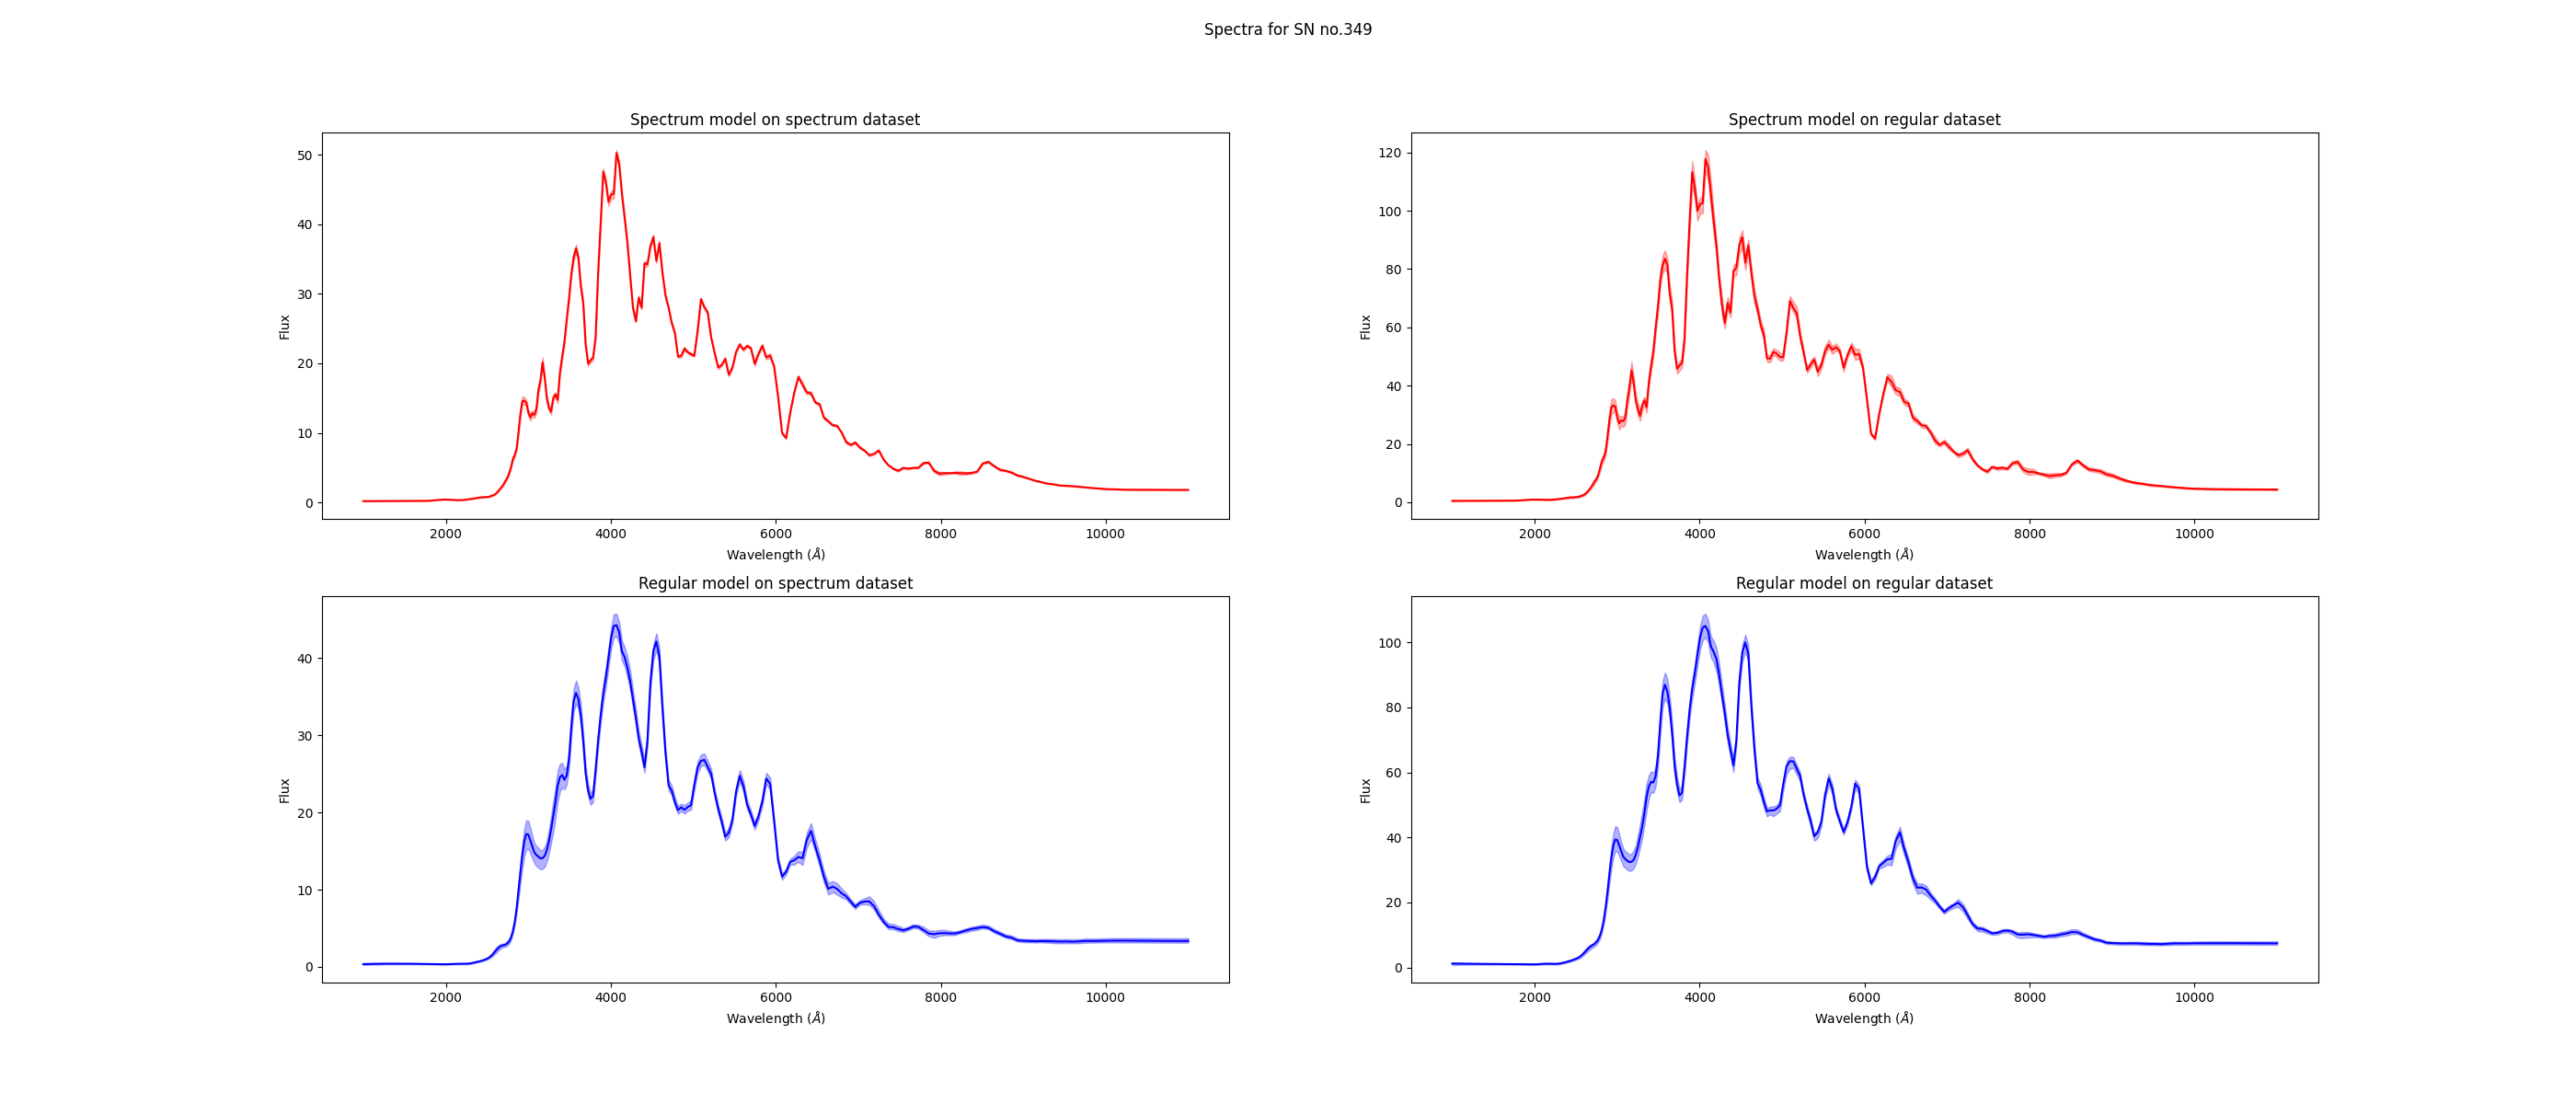 Spectra for SN no.349
Spectrum model on spectrum dataset
50
40
30
20
10
0
Flux
2000 4000 6000 8000 10000
Wavelength (Å)
Spectrum model on regular dataset
120
100
80
60
40
20
0
Flux
2000 4000 6000 8000 10000
Wavelength (Å)
Regular model on spectrum dataset
40
30
20
10
0
Flux
2000 4000 6000 8000 10000
Wavelength (Å)
Regular model on regular dataset
100
80
60
40
20
0
Flux
2000 4000 6000 8000 10000
Wavelength (Å)